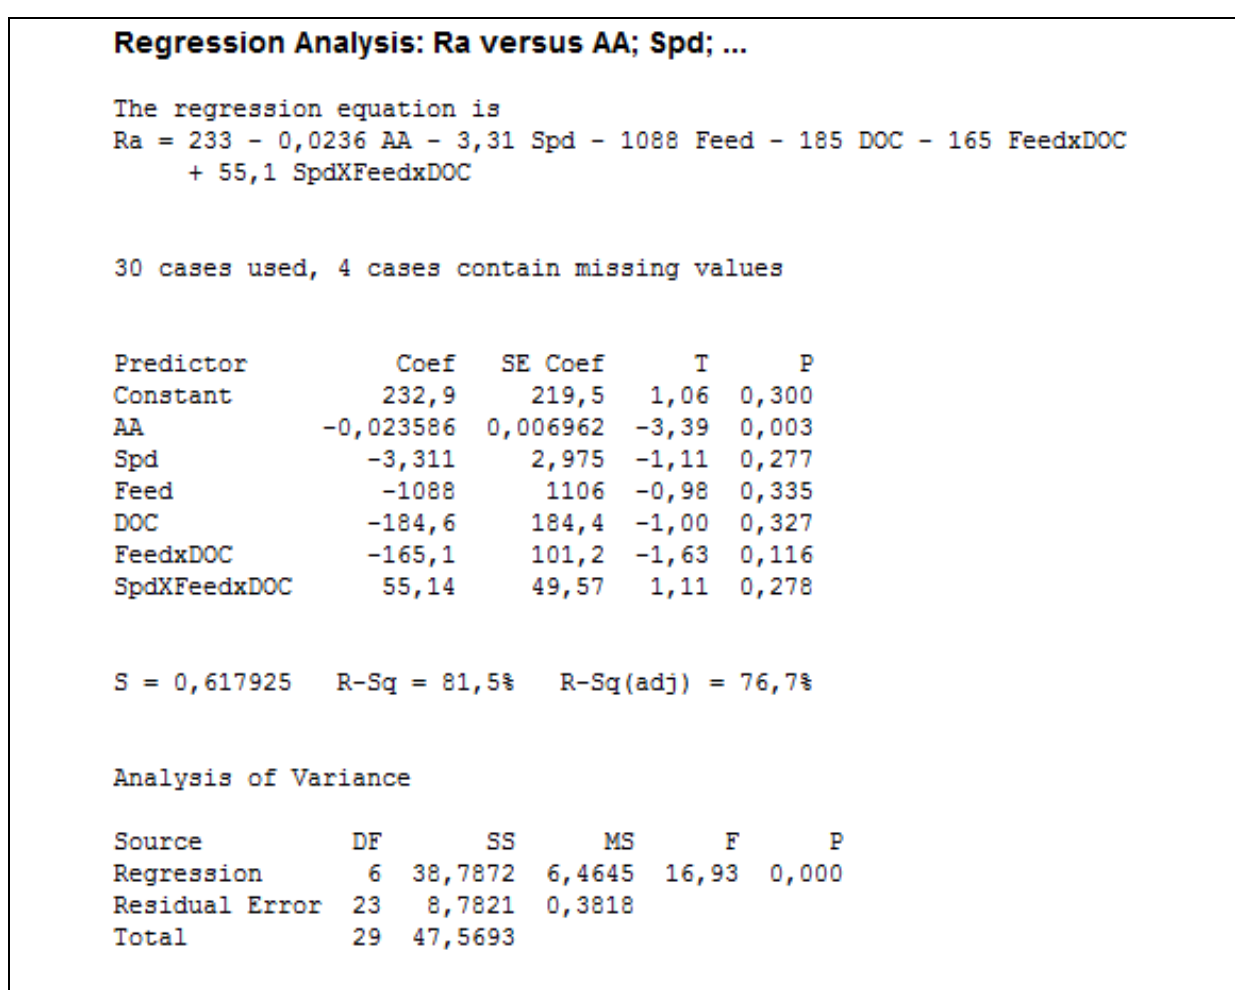 Regression Analysis: Ra versus AA; Spd; ...
The regression equation is
Ra = 233 - 0,0236 AA - 3,31 Spd - 1088 Feed - 185 DOC - 165 FeedxDOC
+ 55,1 SpdXFeedxDOC
30 cases used, 4 cases contain missing values
Predictor Coef SE Coef T P
Constant 232,9 219,5 1,06 0,300
AA -0,023586 0,006962 -3,39 0,003
Spd -3,311 2,975 -1,11 0,277
Feed -1088 1106 -0,98 0,335
DOC -184,6 184,4 -1,00 0,327
FeedxDOC -165,1 101,2 -1,63 0,116
SpdXFeedxDOC 55,14 49,57 1,11 0,278
S = 0,617925 R-Sq = 81,5% R-Sq(adj) = 76,7%
Analysis of Variance
Source DF SS MS F P
Regression 6 38,7872 6,4645 16,93 0,000
Residual Error 23 8,7821 0,3818
Total 29 47,5693